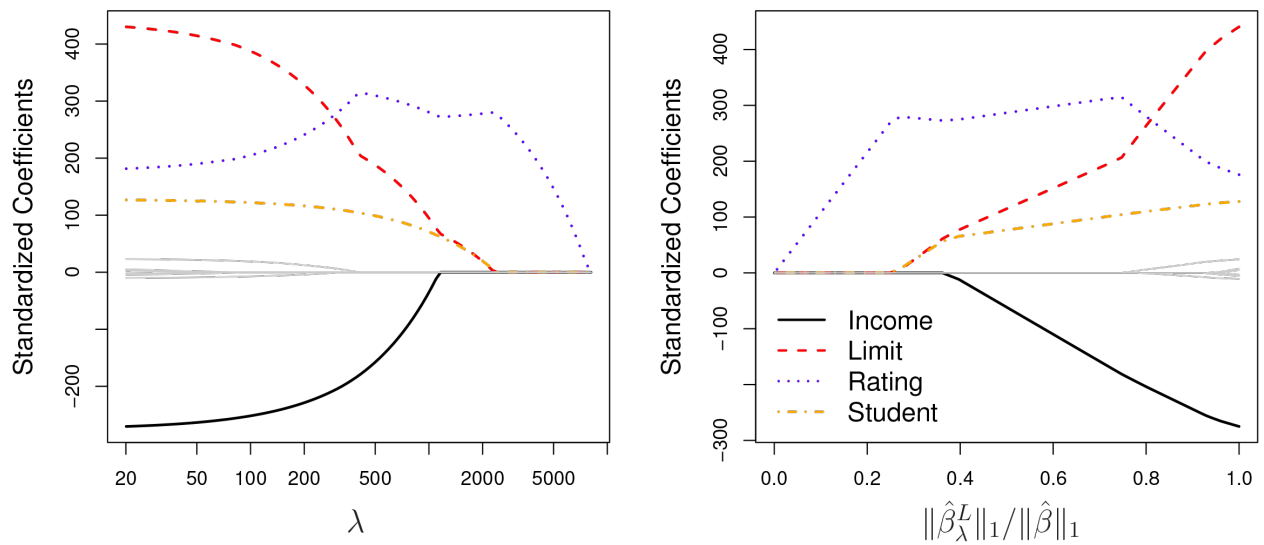 Standardized Coefficients
400
300
200
100
0
−200
20 50 100 200 500 2000 5000
λ
Standardized Coefficients
400
300
200
100
0
−100
−300
Income
Limit
Rating
Student
0.0 0.2 0.4 0.6 0.8 1.0
‖β̂λᴸ‖₁/‖β̂‖₁